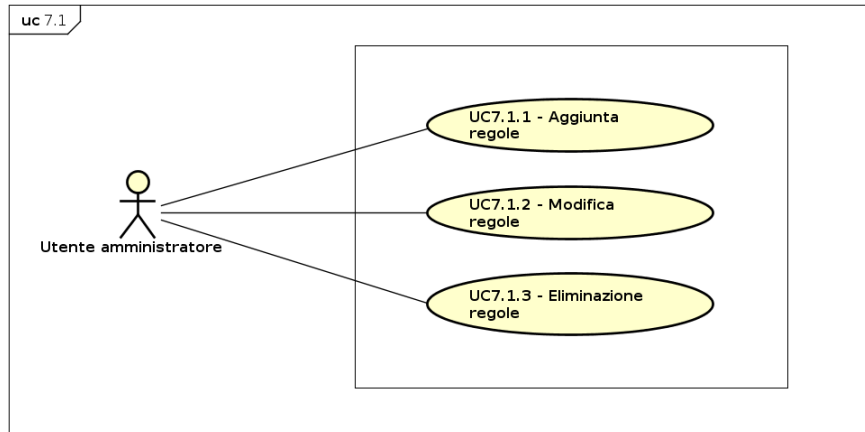 uc 7.1
UC7.1.1 - Aggiunta
regole
UC7.1.2 - Modifica
regole
Utente amministratore
UC7.1.3 - Eliminazione
regole